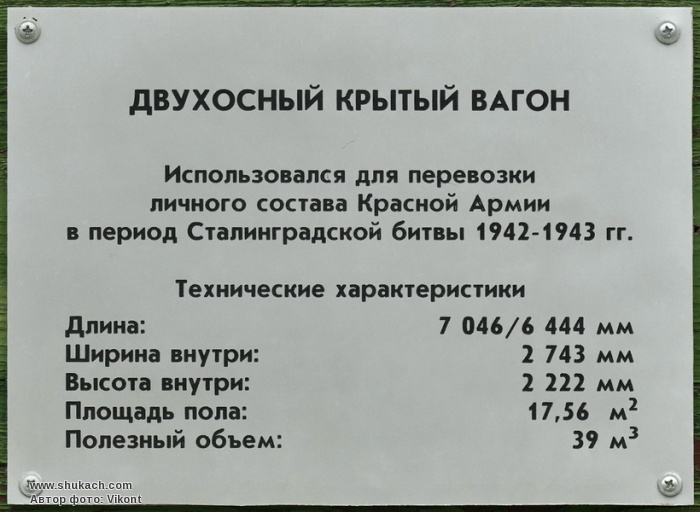 ДВУХОСНЫЙ КРЫТЫЙ ВАГОН
Использовался для перевозки
личного состава Красной Армии
в период Сталинградской битвы 1942-1943 гг.
Технические характеристики
Длина: 7 046/6 444 мм
Ширина внутри: 2 743 мм
Высота внутри: 2 222 мм
Площадь пола: 17,56 м²
Полезный объем: 39 м³
www.shukach.com
Автор фото: Vikont